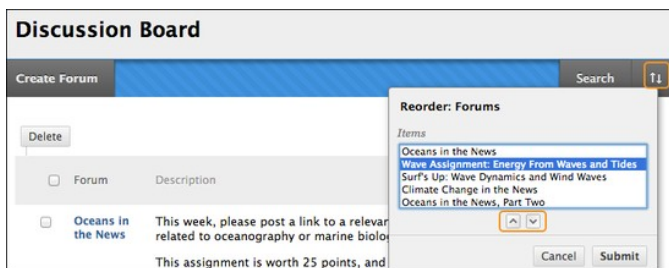 Discussion Board
Create Forum
Search
Reorder: Forums
Items
Oceans in the News
Wave Assignment: Energy From Waves and Tides
Surf's Up: Wave Dynamics and Wind Waves
Climate Change in the News
Oceans in the News, Part Two
Cancel
Submit
Delete
Forum
Description
Oceans in
the News
This week, please post a link to a
related to oceanography or marine
This assignment is worth 25 points, and